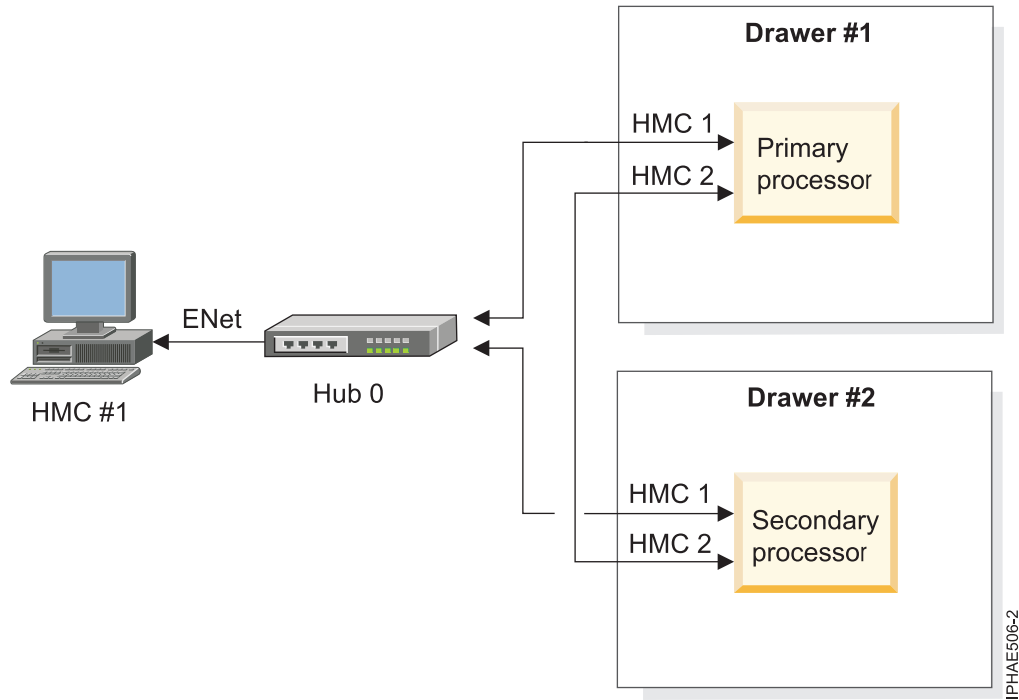 Drawer #1
HMC 1
HMC 2
Primary
processor
ENet
Hub 0
HMC #1
Drawer #2
HMC 1
HMC 2
Secondary
processor
IPHAE506-2